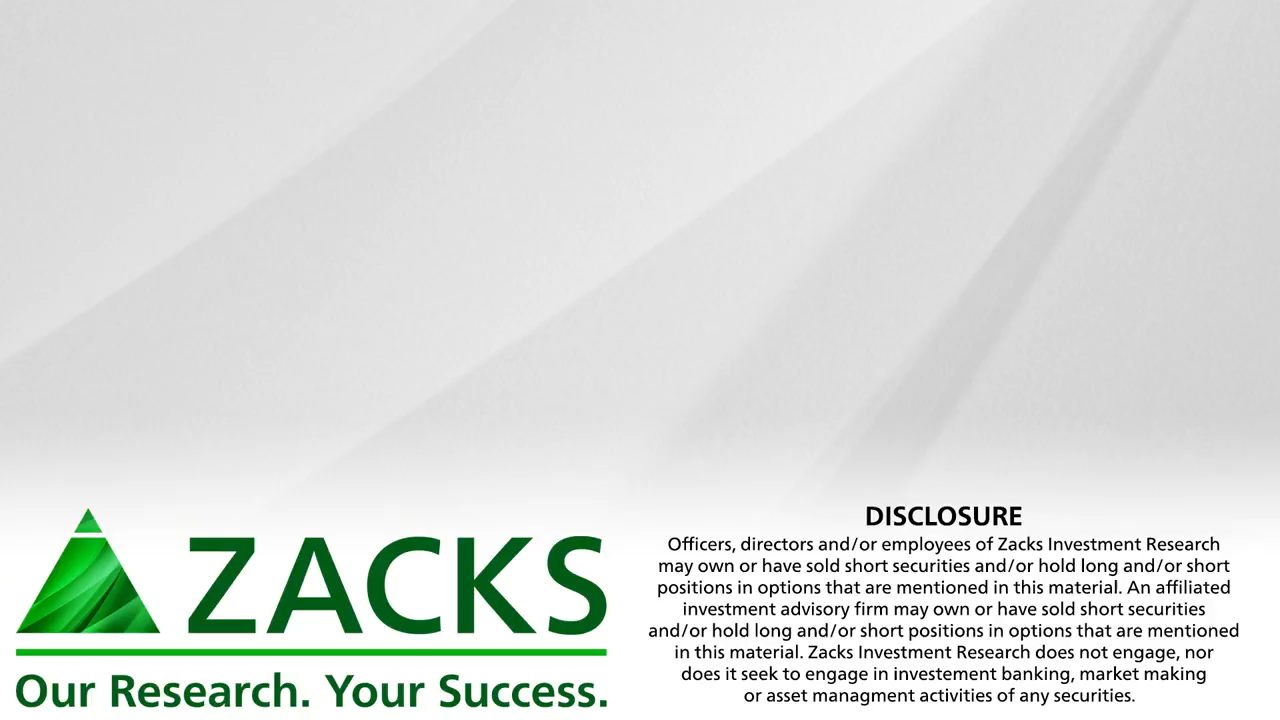 ZACKS
Our Research. Your Success.
DISCLOSURE
Officers, directors and/or employees of Zacks Investment Research
may own or have sold short securities and/or hold long and/or short
positions in options that are mentioned in this material. An affiliated
investment advisory firm may own or have sold short securities
and/or hold long and/or short positions in options that are mentioned
in this material. Zacks Investment Research does not engage, nor
does it seek to engage in investement banking, market making
or asset managment activities of any securities.